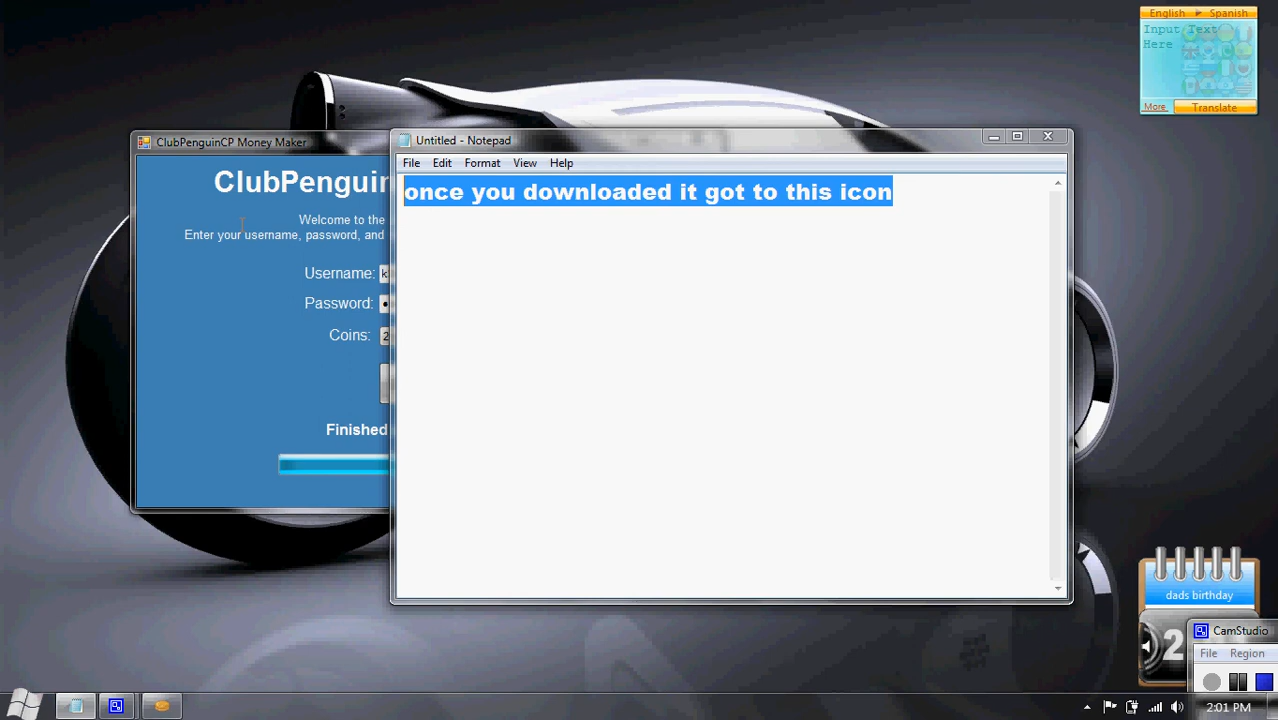 English ► Spanish
Input Text
Here
More
Translate
ClubPenguinCP Money Maker
ClubPenguin
Welcome to the
Enter your username, password, and
Username: k
Password:
Coins: 2
Finished
Untitled - Notepad
File Edit Format View Help
once you downloaded it got to this icon
dads birthday
2
CamStudio
File Region
2:01 PM